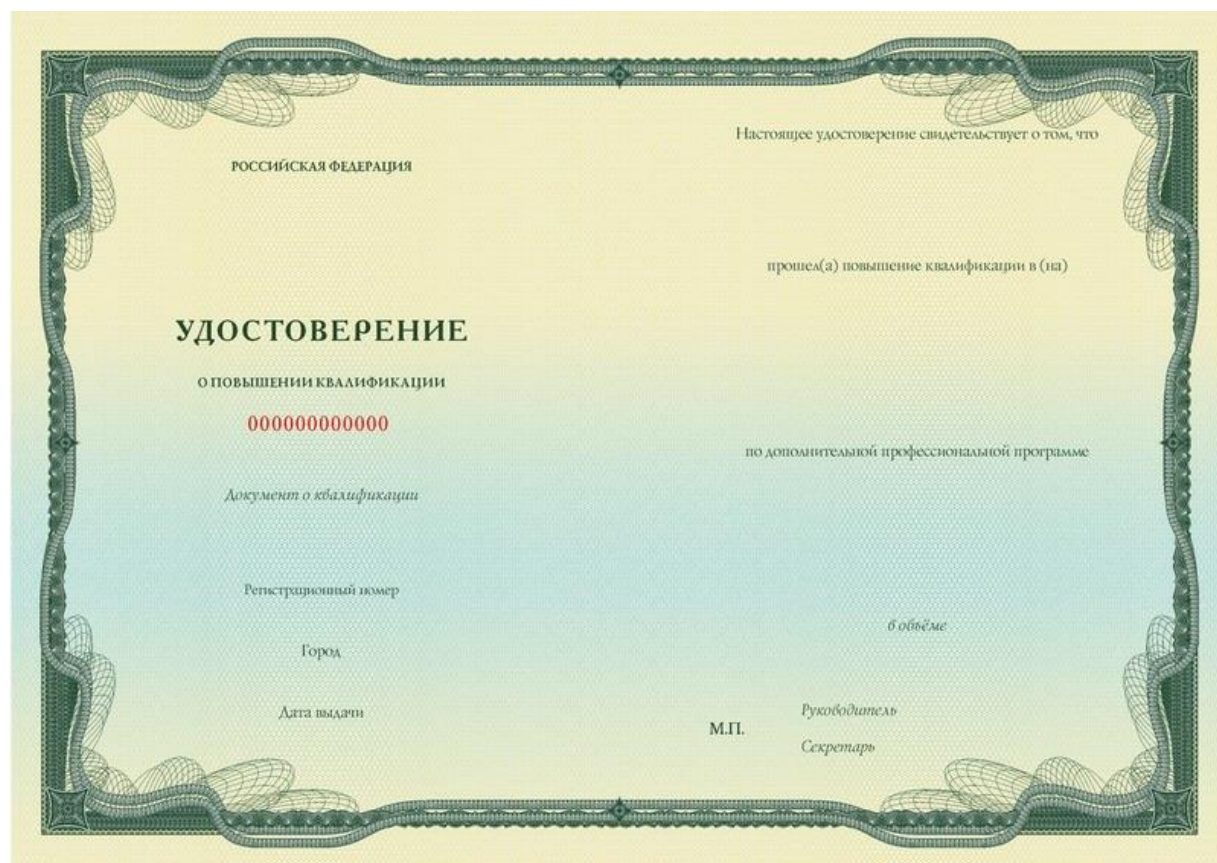 РОССИЙСКАЯ ФЕДЕРАЦИЯ
УДОСТОВЕРЕНИЕ
О ПОВЫШЕНИИ КВАЛИФИКАЦИИ
000000000000
Документ о квалификации
Регистрационный номер
Город
Дата выдачи
Настоящее удостоверение свидетельствует о том, что
прошел(а) повышение квалификации в (на)
по дополнительной профессиональной программе
в объёме
М.П.
Руководитель
Секретарь